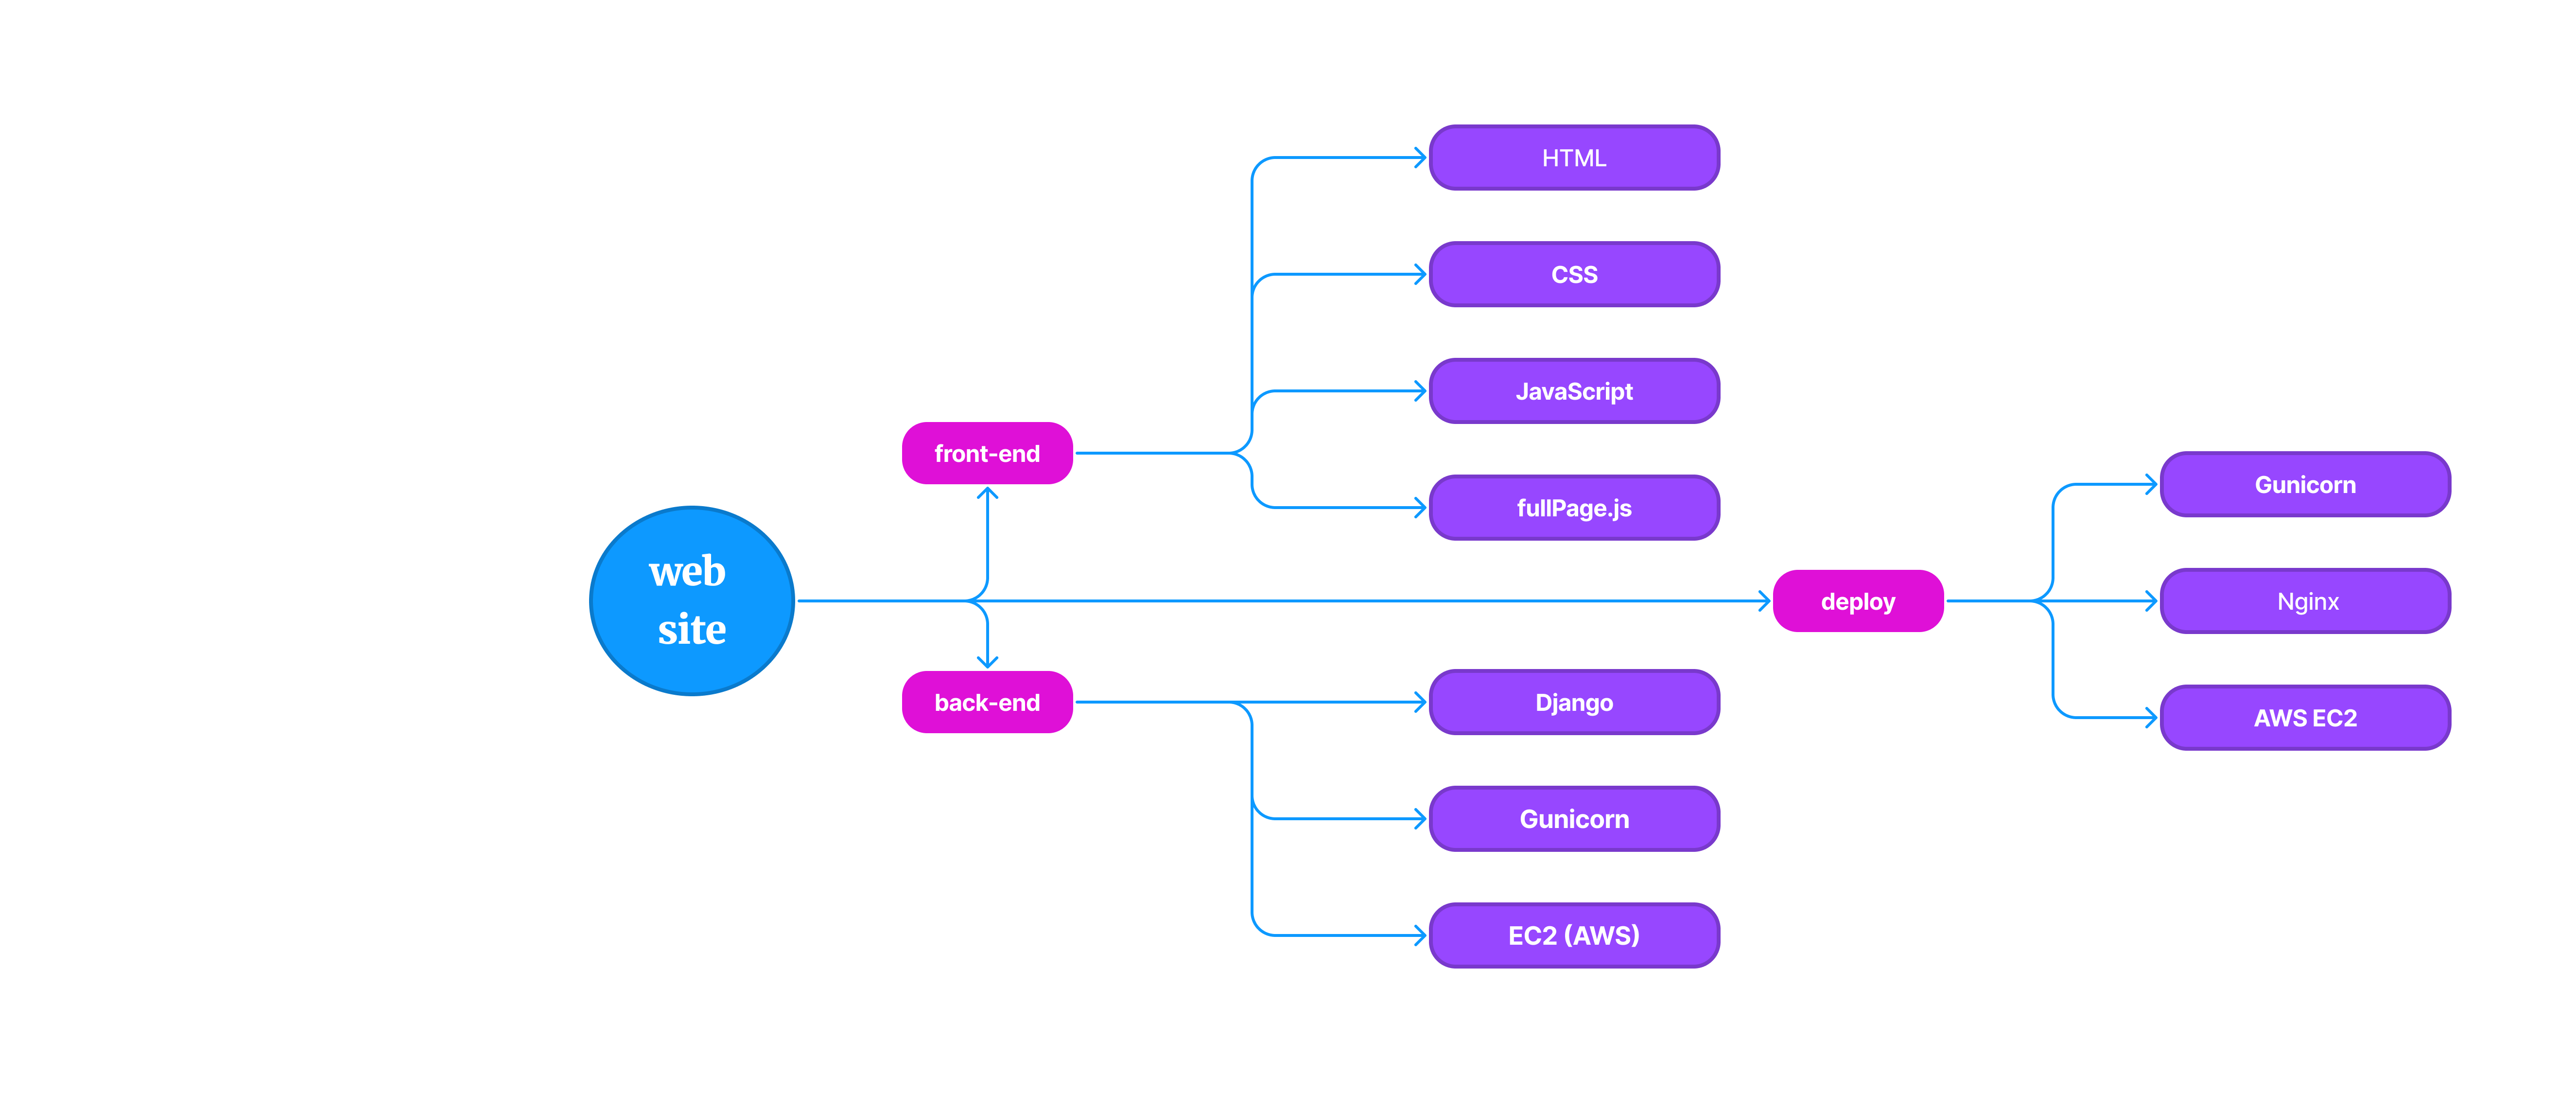 web
site
front-end
HTML
CSS
JavaScript
fullPage.js
back-end
Django
Gunicorn
EC2 (AWS)
deploy
Gunicorn
Nginx
AWS EC2